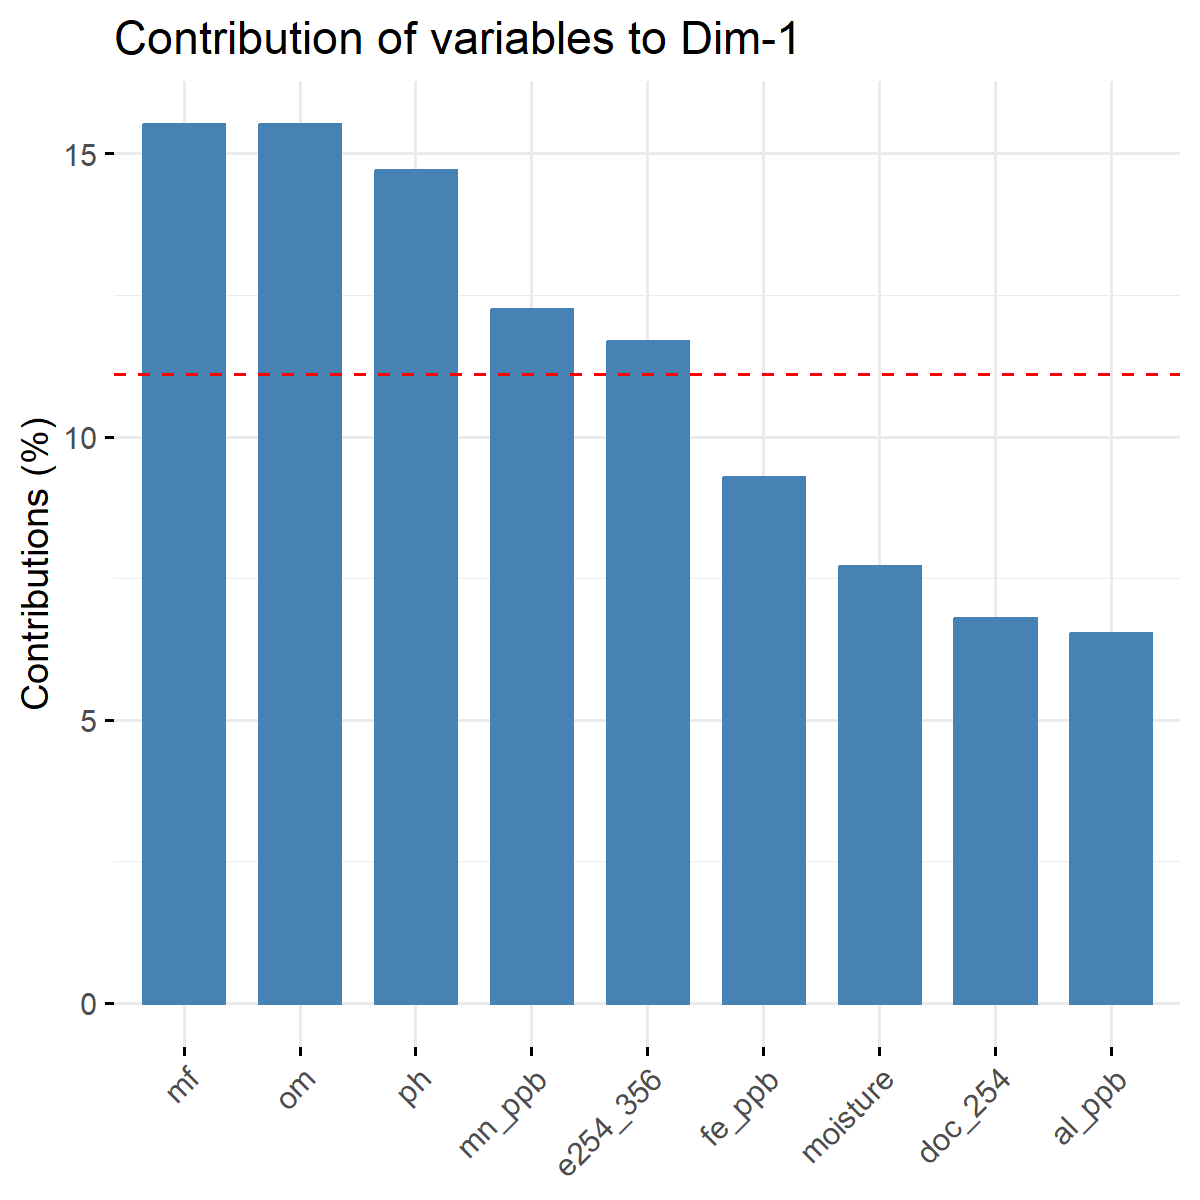 Contribution of variables to Dim-1
Contributions (%)
15
10
5
0
mf
om
ph
mn_ppb
e254_356
fe_ppb
moisture
doc_254
al_ppb